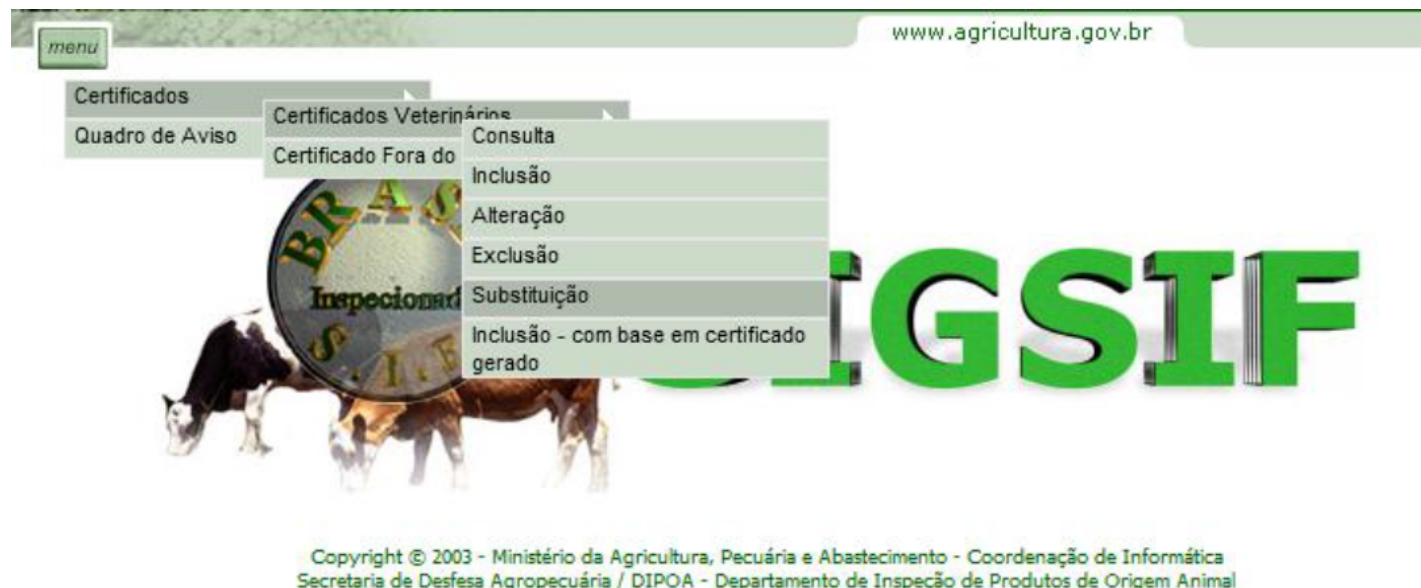 menu
www.agricultura.gov.br
Certificados
Quadro de Aviso
Certificados Veterinários
Certificado Fora do
Consulta
Inclusão
Alteração
Exclusão
Substituição
Inclusão - com base em certificado
gerado
BRAS
Inspecionad
S.I.F.
IGSIF
Copyright © 2003 - Ministério da Agricultura, Pecuária e Abastecimento - Coordenação de Informática
Secretaria de Desfesa Agropecuária / DIPOA - Departamento de Inspeção de Produtos de Origem Animal